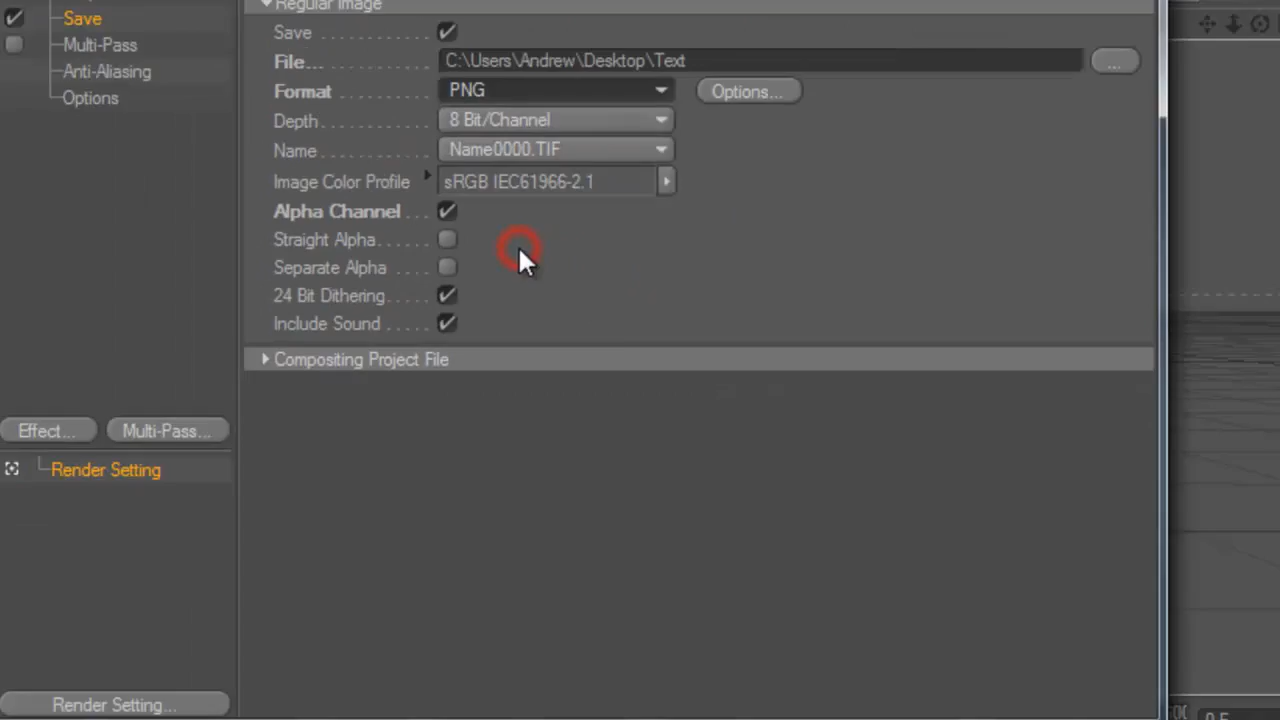 Regular Image
Save
Save . . . . . . . . . . . .
Multi-Pass
File... C:\Users\Andrew\Desktop\Text ...
Anti-Aliasing
Format . . . . . . . . . PNG Options...
Options
Depth. . . . . . . . . . . 8 Bit/Channel
Name . . . . . . . . . . . Name0000.TIF
Image Color Profile sRGB IEC61966-2.1
Alpha Channel . . .
Straight Alpha. . . . . .
Separate Alpha . . . .
24 Bit Dithering. . . . .
Include Sound . . . . .
Compositing Project File
Effect... Multi-Pass...
Render Setting
Render Setting...